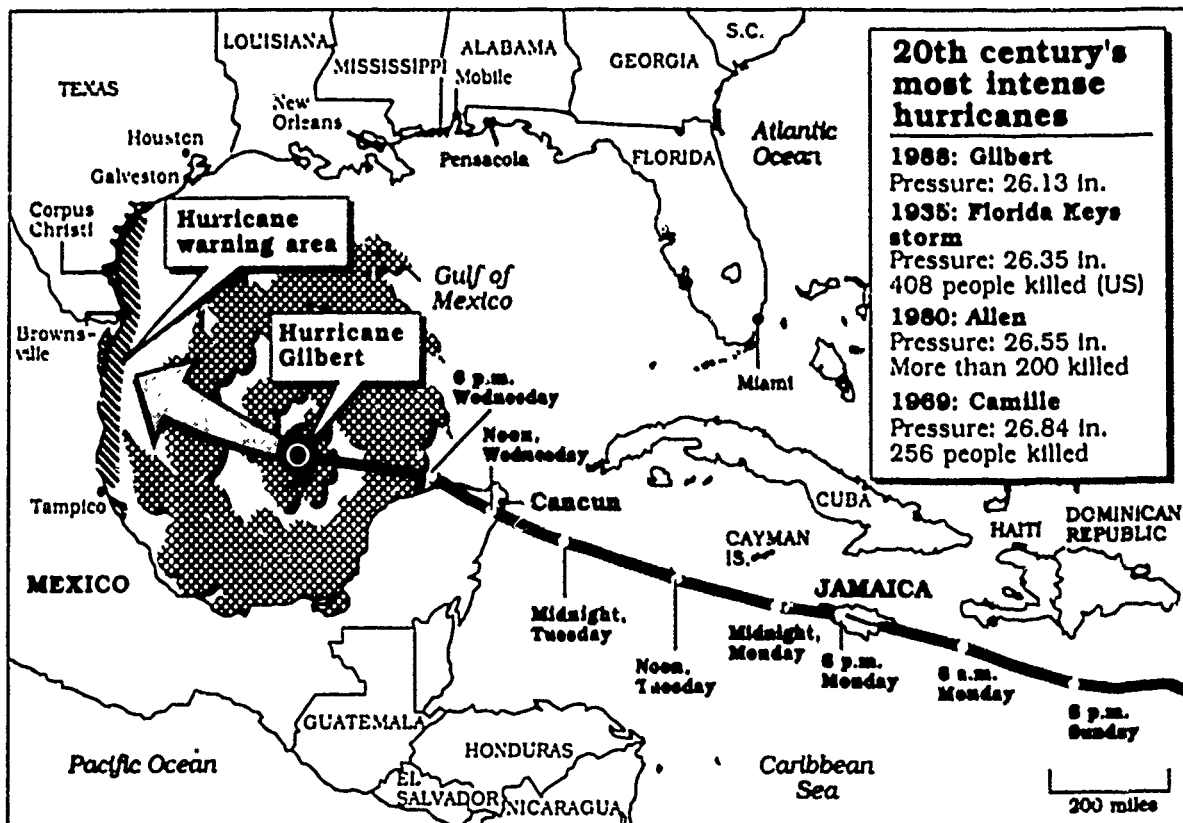 LOUISIANA
MISSISSIPPI
ALABAMA
Mobile
GEORGIA
S.C.
TEXAS
New
Orleans
Houston
Galveston
Pensacola
FLORIDA
Atlantic
Ocean
Corpus
Christi
Hurricane
warning area
Gulf of
Mexico
Hurricane
Gilbert
Browns-
ville
Miami
6 p.m.
Wednesday
Noon,
Wednesday
Tampico
Cancun
CUBA
CAYMAN
IS.
HAITI
DOMINICAN
REPUBLIC
MEXICO
JAMAICA
Midnight,
Tuesday
Noon,
Tuesday
Midnight,
Monday
6 p.m.
Monday
6 a.m.
Monday
6 p.m.
Sunday
GUATEMALA
HONDURAS
EL
SALVADOR
NICARAGUA
Pacific Ocean
Caribbean
Sea
200 miles
20th century's
most intense
hurricanes
1988: Gilbert
Pressure: 26.13 in.
1935: Florida Keys
storm
Pressure: 26.35 in.
408 people killed (US)
1980: Allen
Pressure: 26.55 in.
More than 200 killed
1969: Camille
Pressure: 26.84 in.
256 people killed